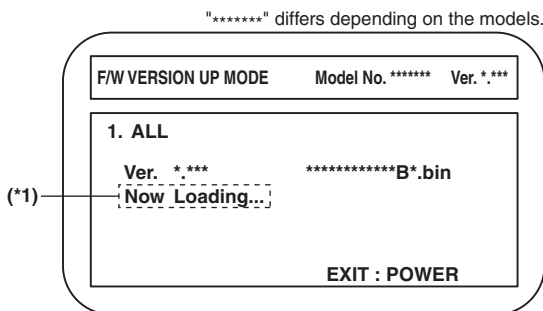 "*******" differs depending on the models.
F/W VERSION UP MODE Model No. ******* Ver. *.***
1. ALL
Ver. *.*** ************B*.bin
(*1) Now Loading...
EXIT : POWER